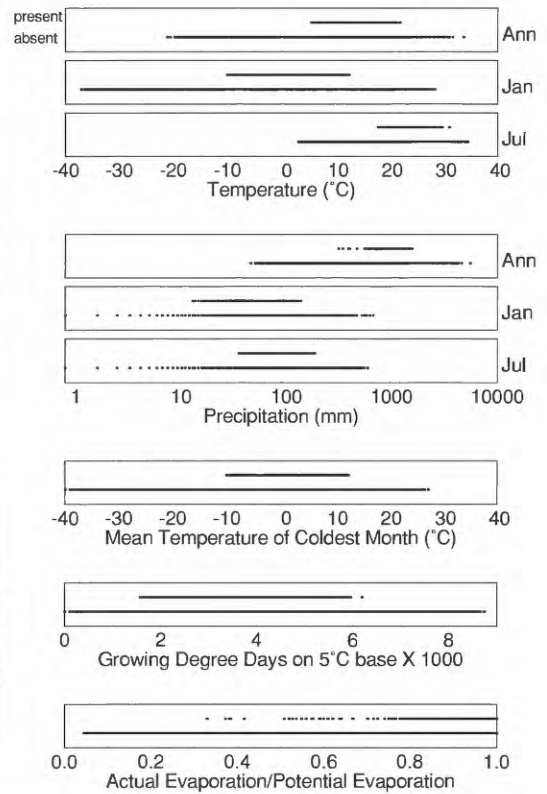 present
absent
Ann
Jan
Jul
-40 -30 -20 -10 0 10 20 30 40
Temperature (°C)
Ann
Jan
Jul
1 10 100 1000 10000
Precipitation (mm)
-40 -30 -20 -10 0 10 20 30 40
Mean Temperature of Coldest Month (°C)
0 2 4 6 8
Growing Degree Days on 5°C base X 1000
0.0 0.2 0.4 0.6 0.8 1.0
Actual Evaporation/Potential Evaporation